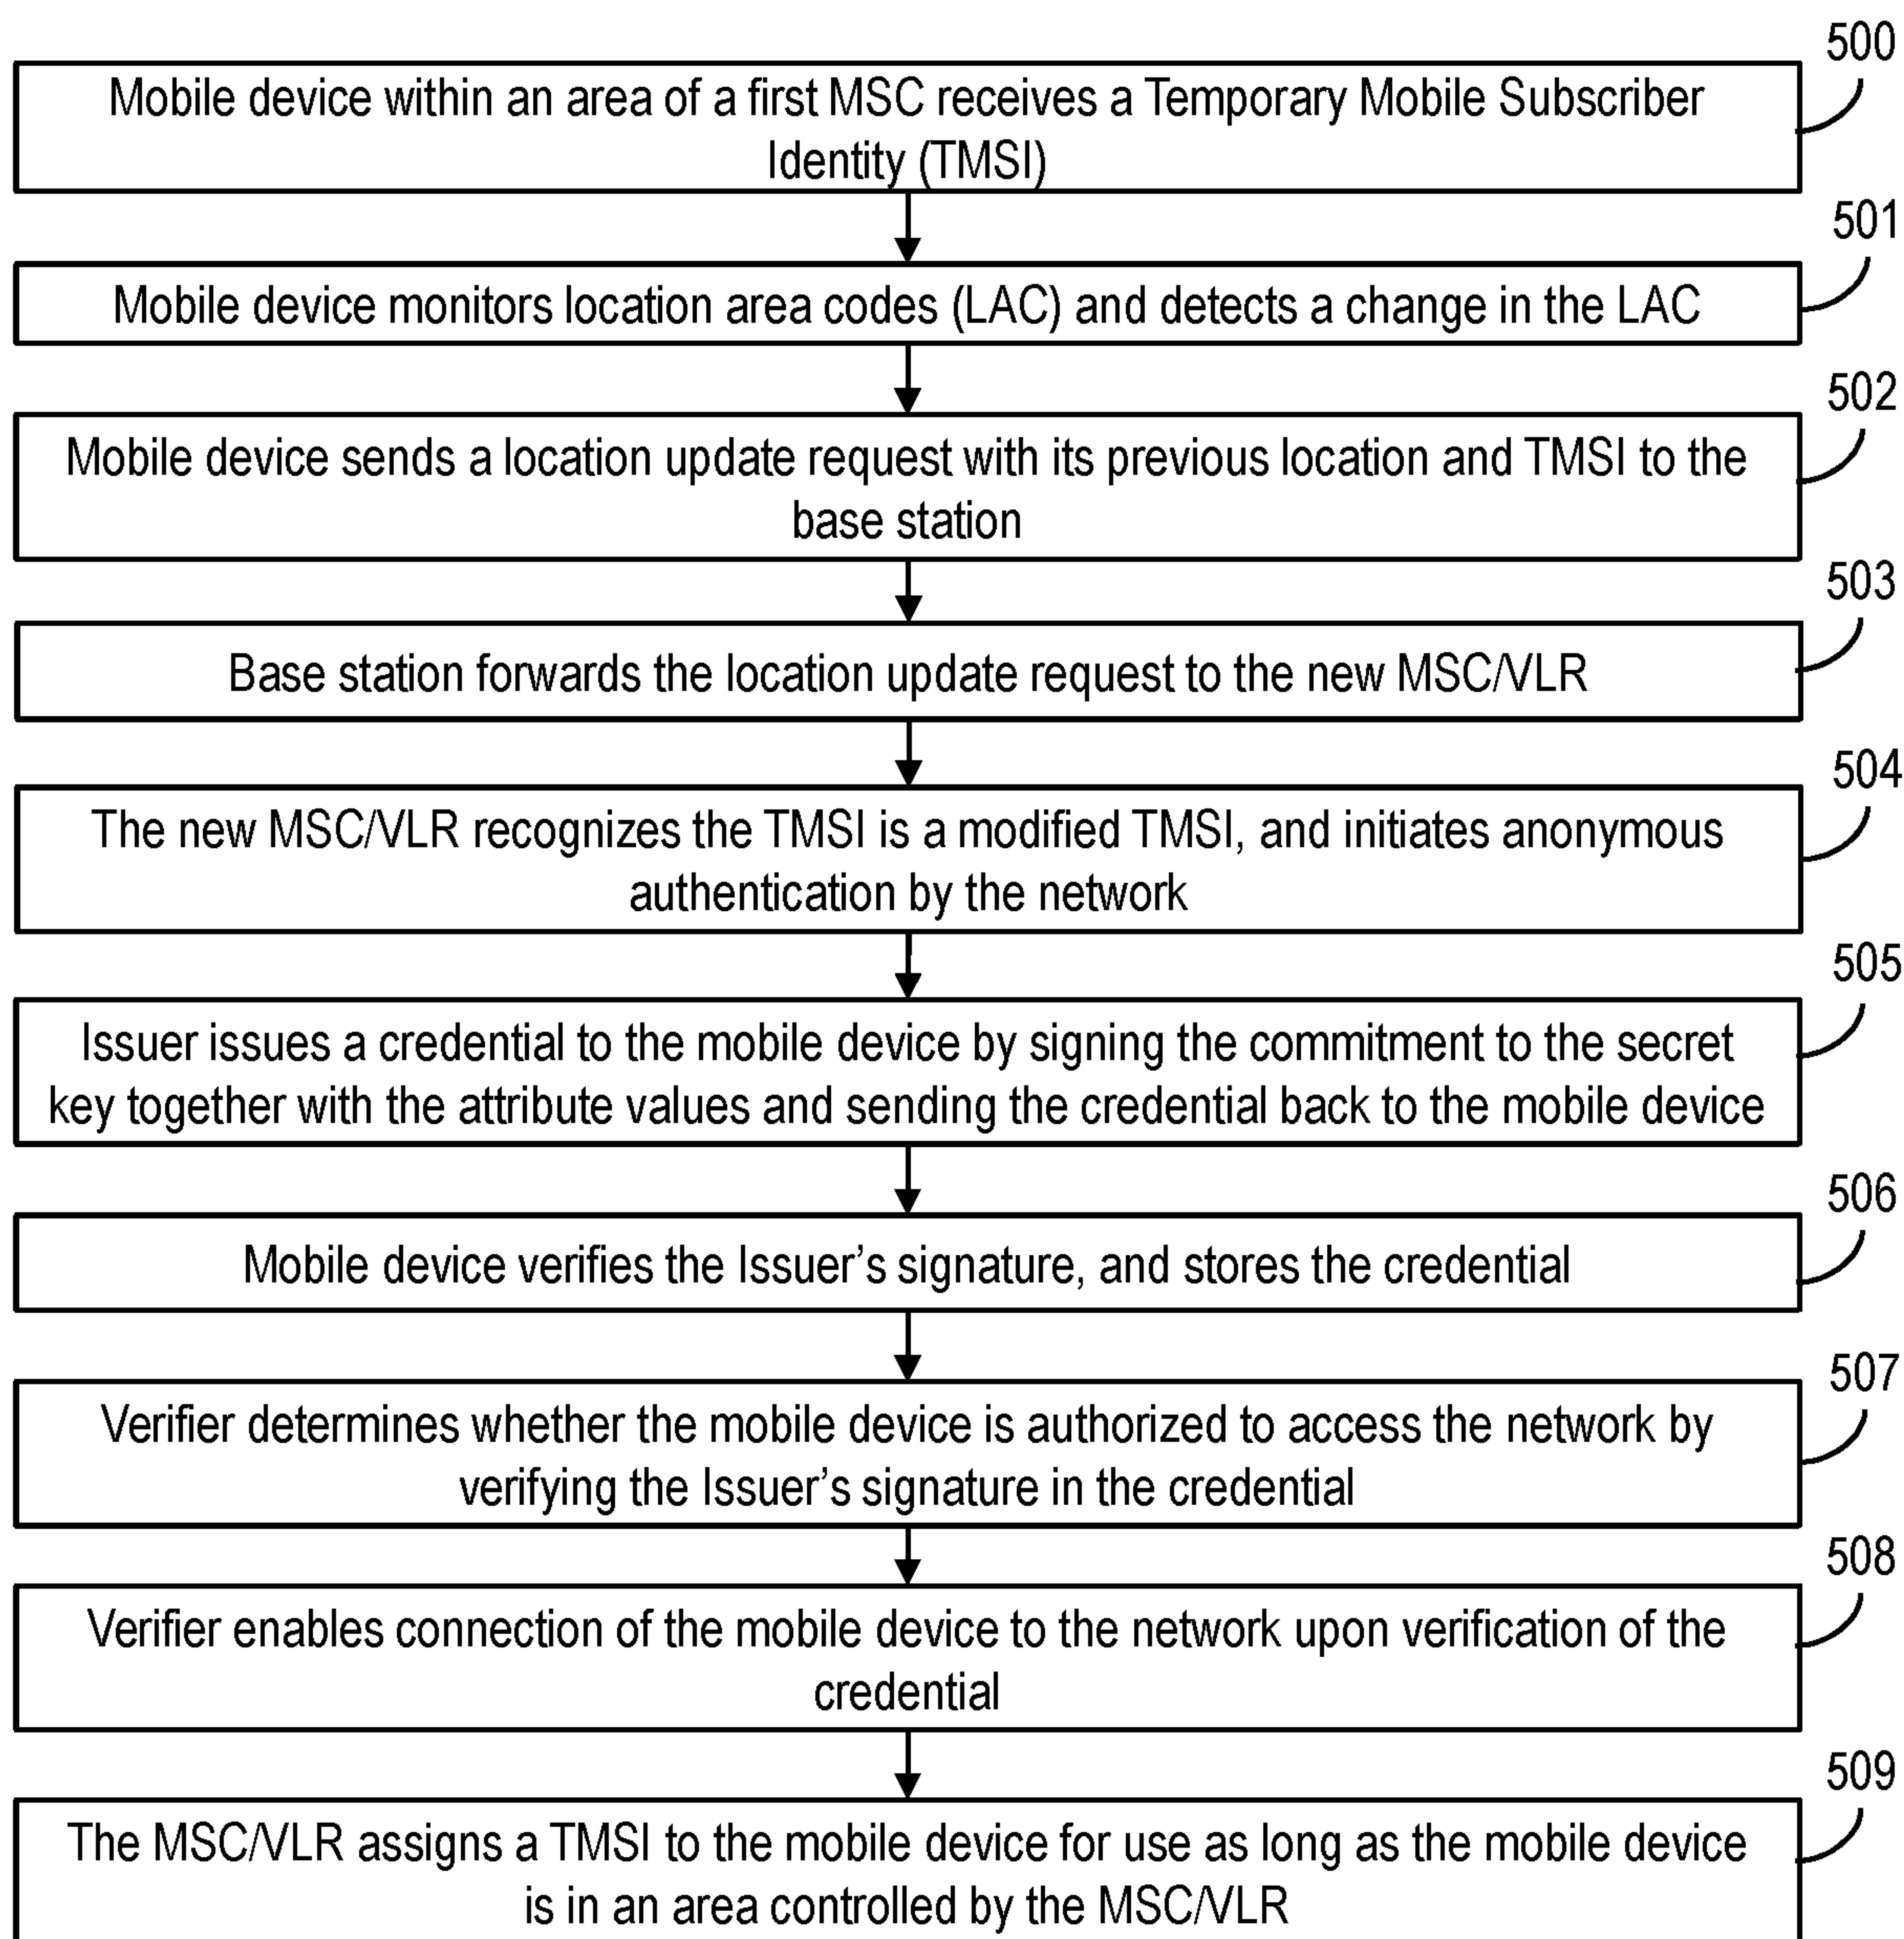 500
Mobile device within an area of a first MSC receives a Temporary Mobile Subscriber
Identity (TMSI)
501
Mobile device monitors location area codes (LAC) and detects a change in the LAC
502
Mobile device sends a location update request with its previous location and TMSI to the
base station
503
Base station forwards the location update request to the new MSC/VLR
504
The new MSC/VLR recognizes the TMSI is a modified TMSI, and initiates anonymous
authentication by the network
505
Issuer issues a credential to the mobile device by signing the commitment to the secret
key together with the attribute values and sending the credential back to the mobile device
506
Mobile device verifies the Issuer’s signature, and stores the credential
507
Verifier determines whether the mobile device is authorized to access the network by
verifying the Issuer’s signature in the credential
508
Verifier enables connection of the mobile device to the network upon verification of the
credential
509
The MSC/VLR assigns a TMSI to the mobile device for use as long as the mobile device
is in an area controlled by the MSC/VLR